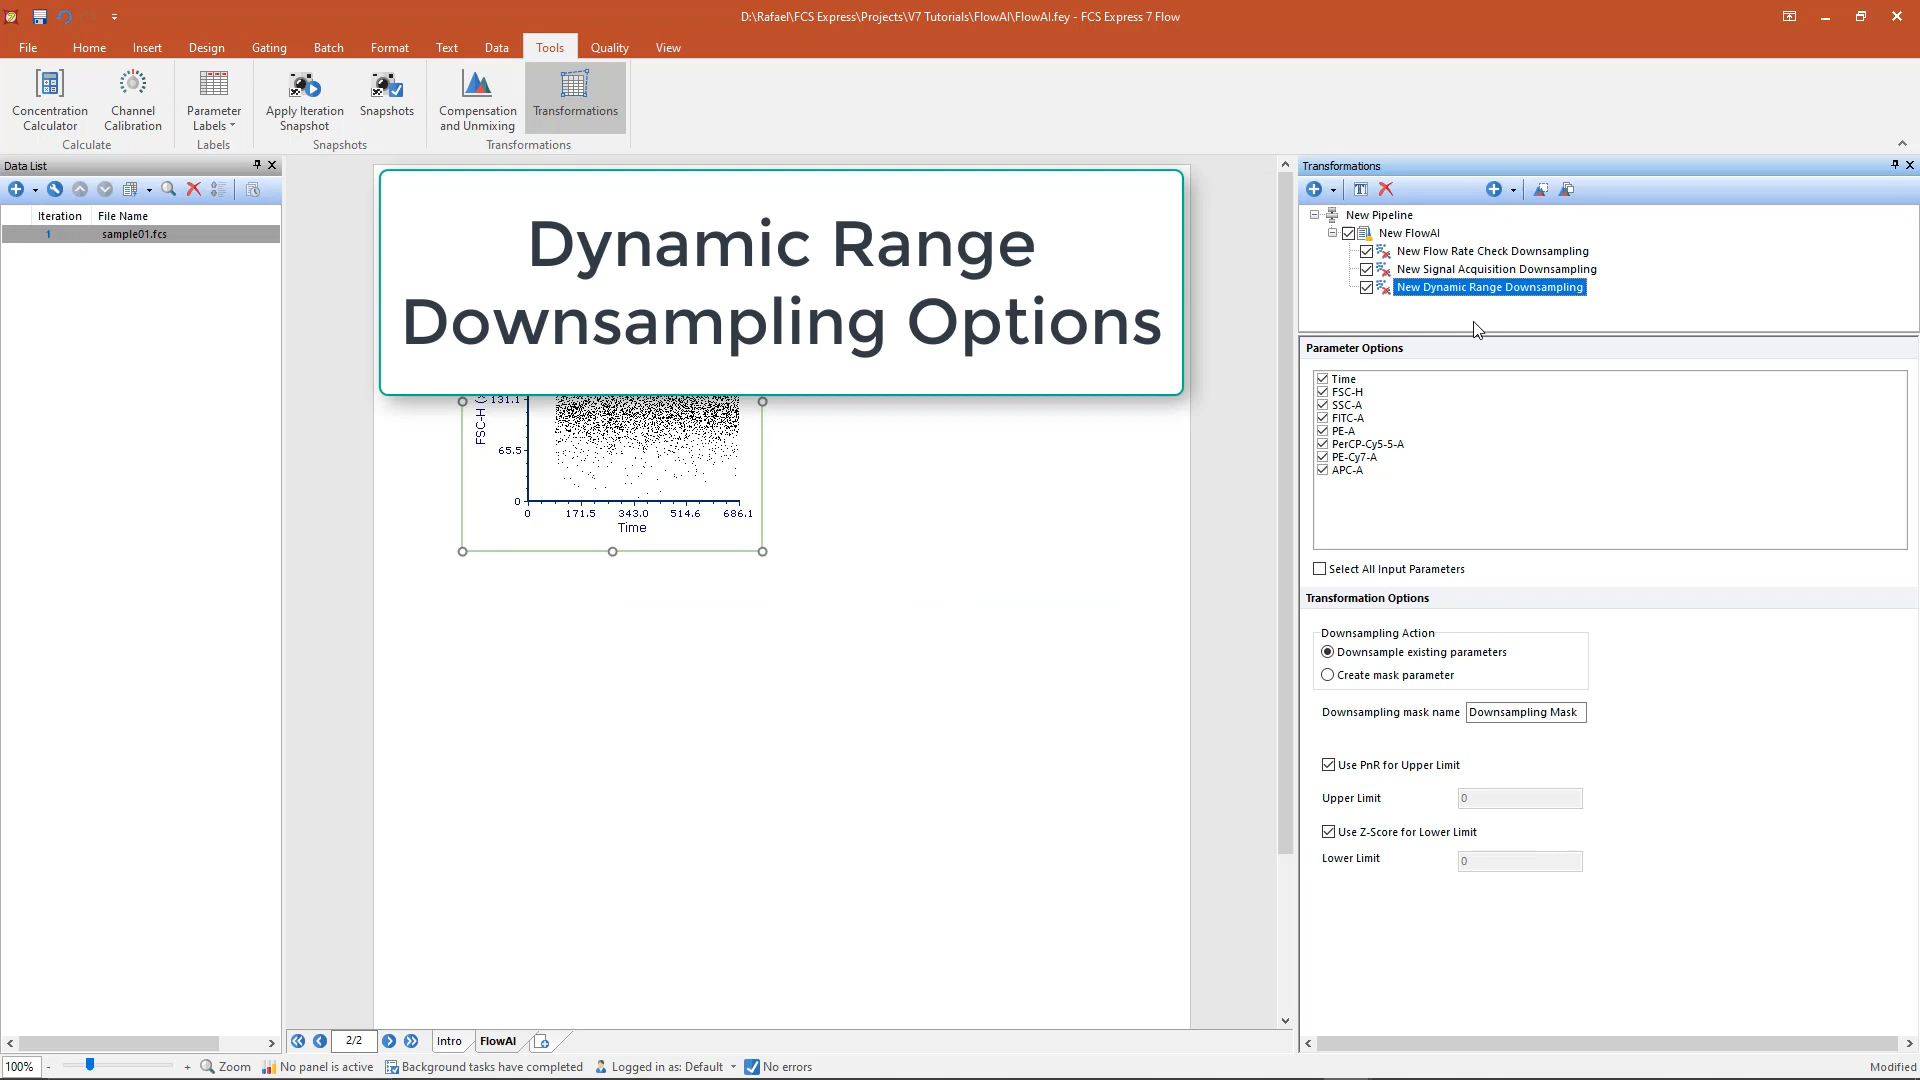 D:\Rafael\FCS Express\Projects\V7 Tutorials\FlowAI\FlowAI.fey - FCS Express 7 Flow
File Home Insert Design Gating Batch Format Text Data Tools Quality View
Concentration Calculator
Channel Calibration
Calculate
Parameter Labels
Labels
Apply Iteration Snapshot
Snapshots
Snapshots
Compensation and Unmixing
Transformations
Transformations
Data List
Iteration File Name
1 sample01.fcs
Dynamic Range
Downsampling Options
131.1
65.5
0
0 171.5 343.0 514.6 686.1
Time
Transformations
New Pipeline
New FlowAI
New Flow Rate Check Downsampling
New Signal Acquisition Downsampling
New Dynamic Range Downsampling
Parameter Options
Time
FSC-H
SSC-A
FITC-A
PE-A
PerCP-Cy5-5-A
PE-Cy7-A
APC-A
Select All Input Parameters
Transformation Options
Downsampling Action
Downsample existing parameters
Create mask parameter
Downsampling mask name Downsampling Mask
Use PnR for Upper Limit
Upper Limit 0
Use Z-Score for Lower Limit
Lower Limit 0
2/2 Intro FlowAI
100% - + Zoom No panel is active Background tasks have completed Logged in as: Default No errors Modified